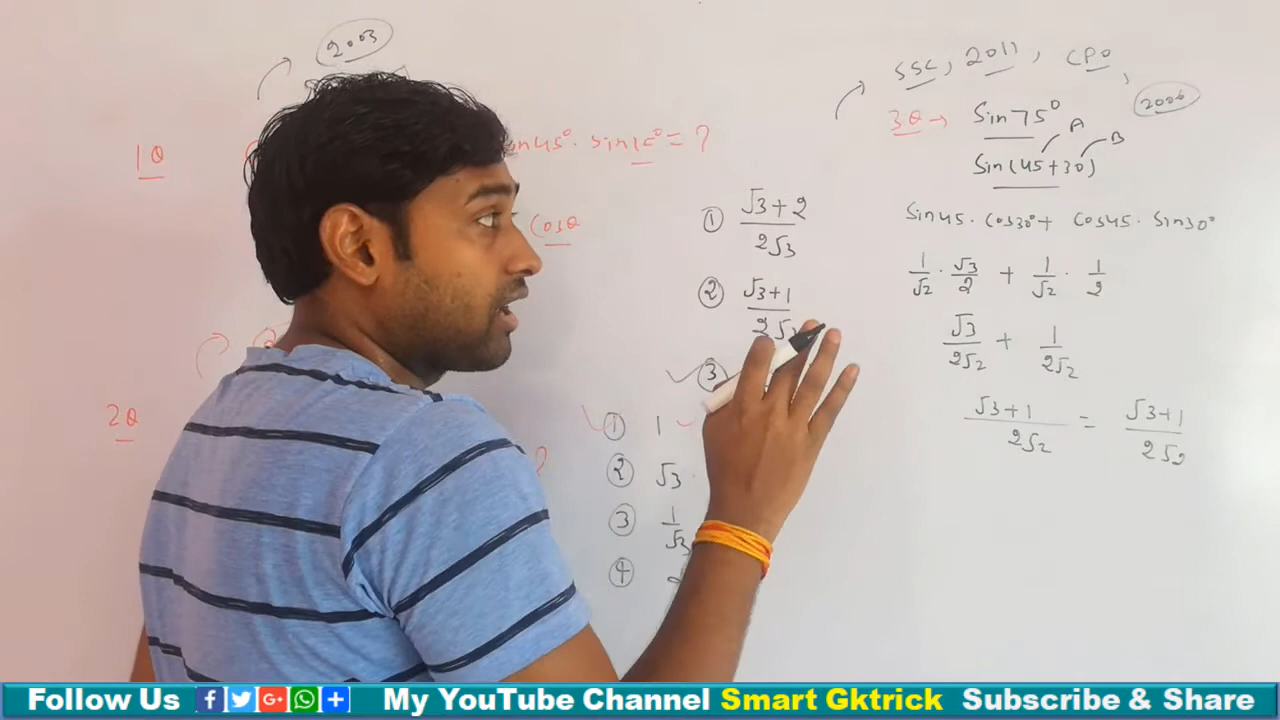 2003
1Q
sin45°. sin15° = ?
Cosθ
① √3+2 / 2√3
② √3+1
③
2Q
?
① 1
② √3
③ 1/√3
④
SSC, 2011, CPO, 2006
3Q → Sin75°
A
B
Sin(45+30)
Sin45. Cos30°+ Cos45. Sin30°
1/√2 . √3/2 + 1/√2 . 1/2
√3/2√2 + 1/2√2
√3+1 / 2√2 = √3+1 / 2√2
Follow Us My YouTube Channel Smart Gktrick Subscribe & Share